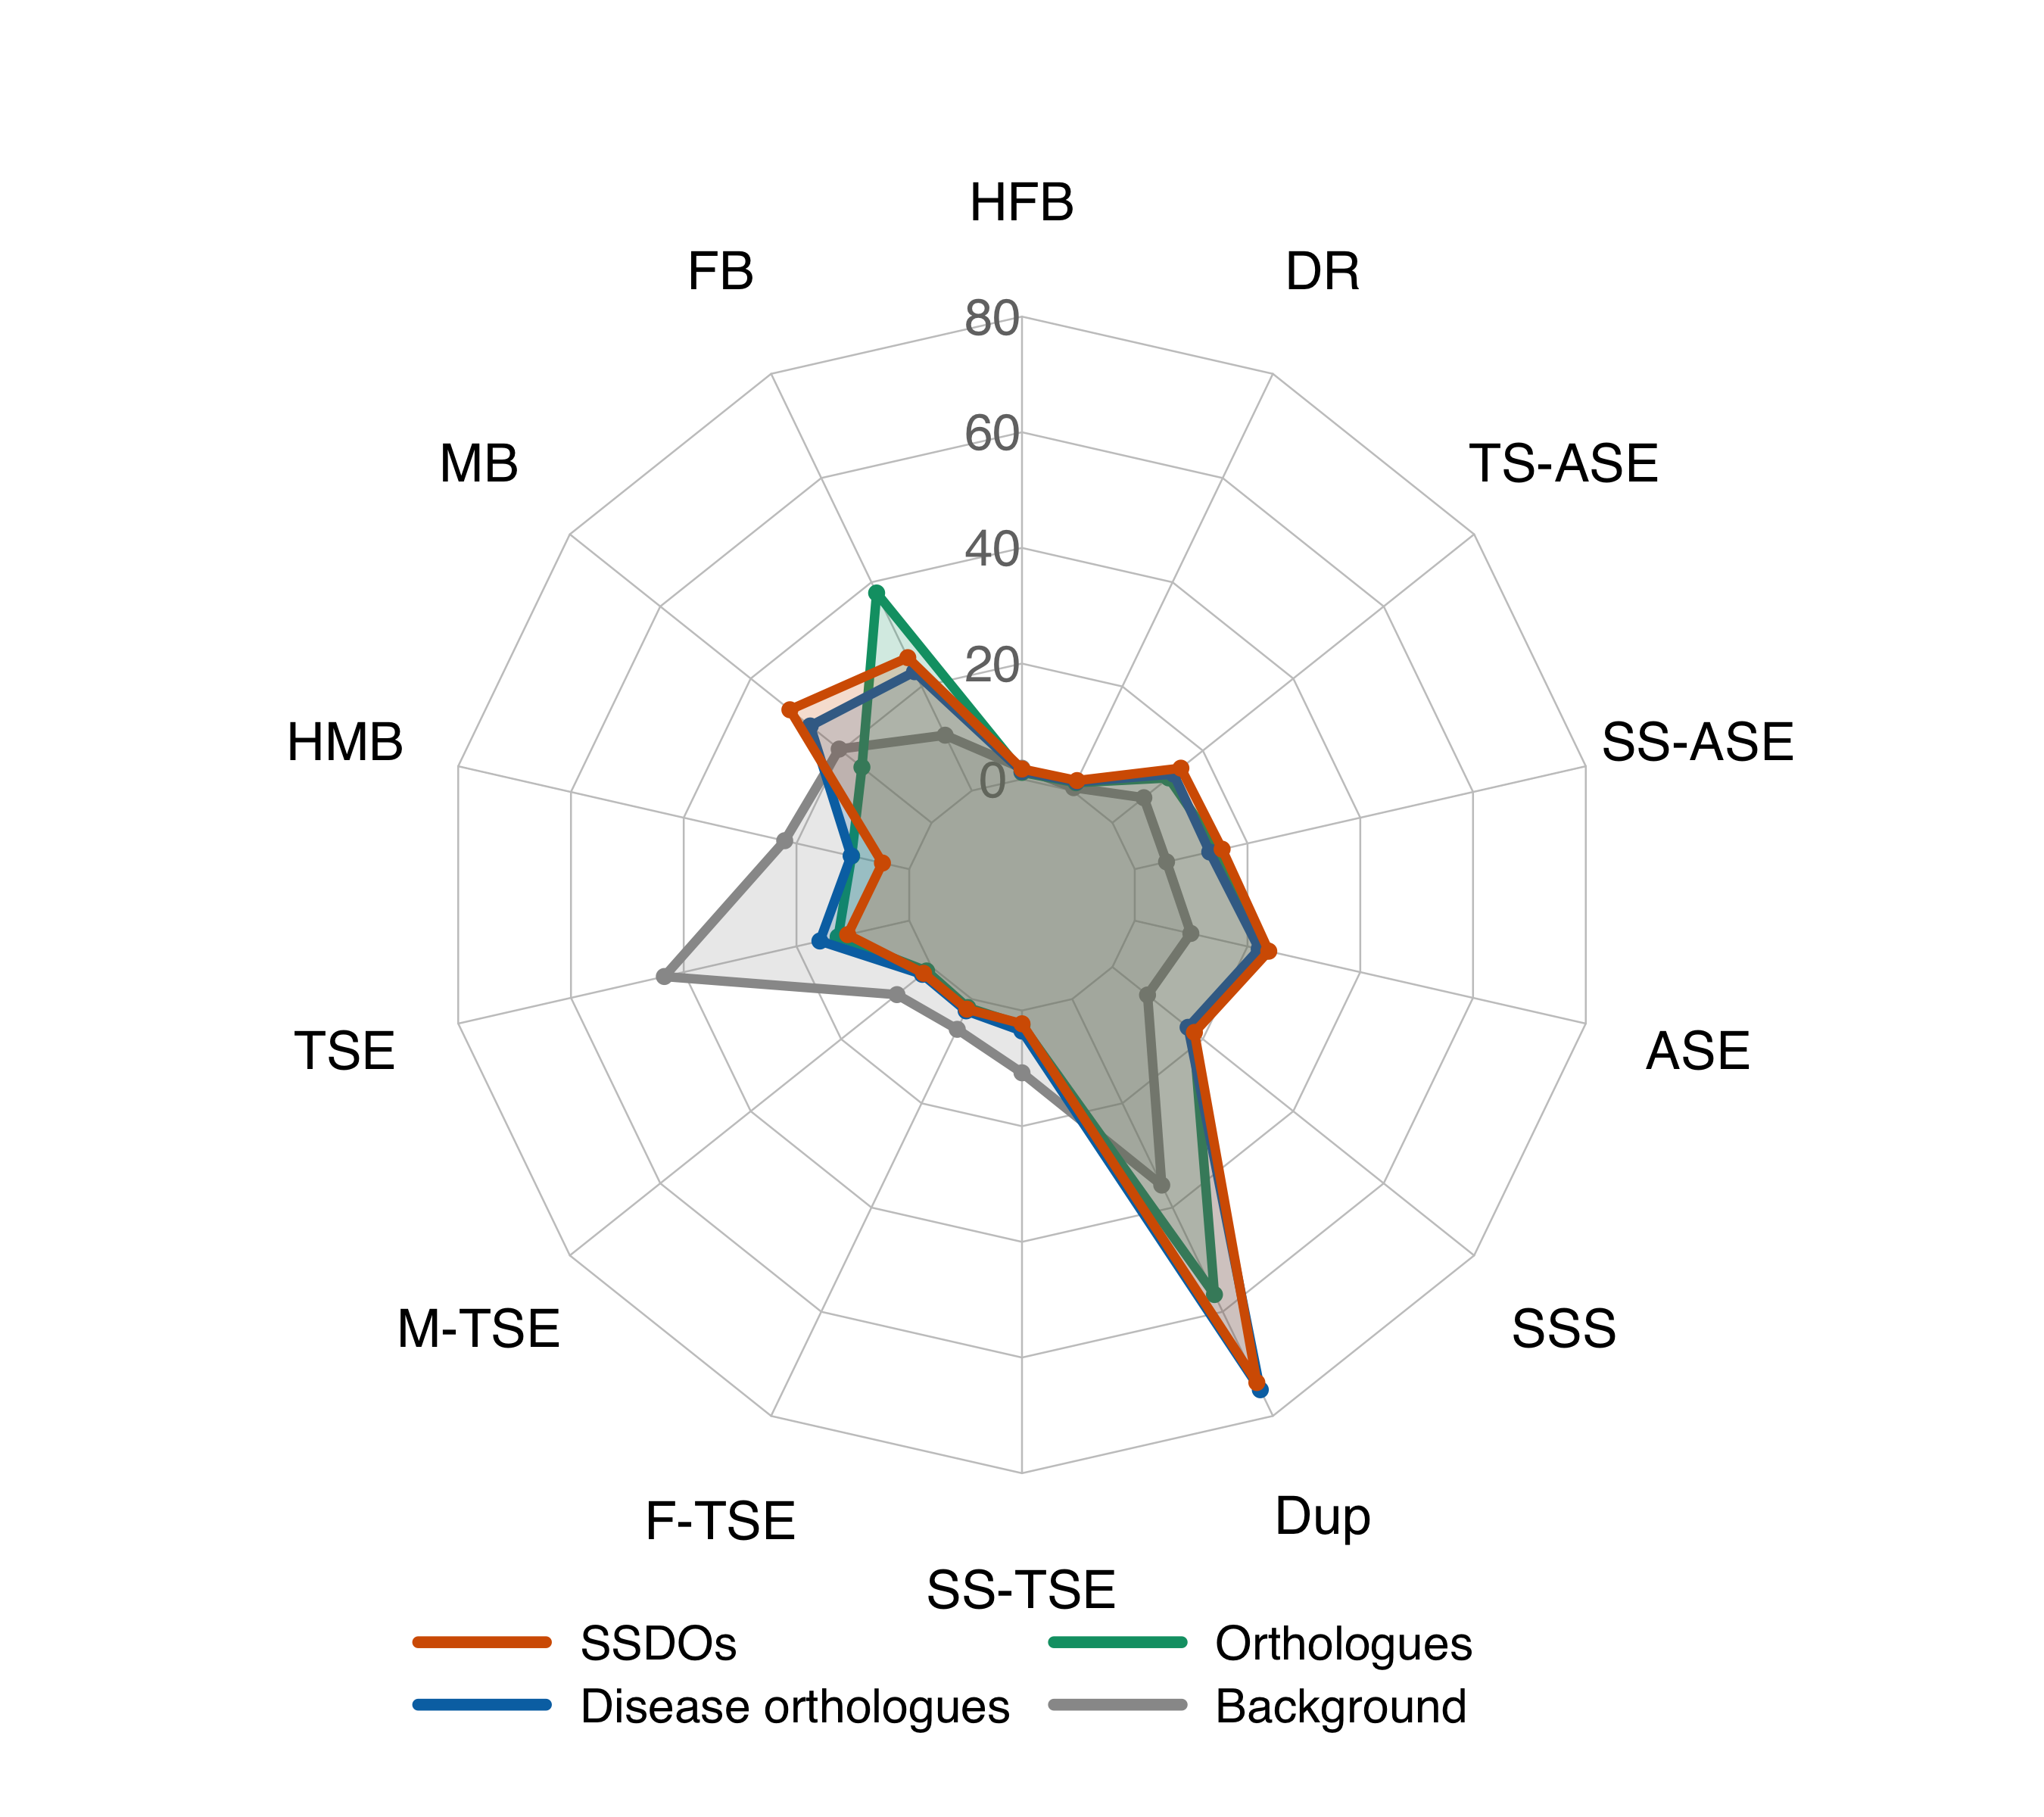 HFB
FB
DR
80
MB
TS-ASE
60
40
HMB
SS-ASE
20
0
TSE
ASE
M-TSE
SSS
F-TSE
Dup
SS-TSE
SSDOs
Orthologues
Disease orthologues
Background